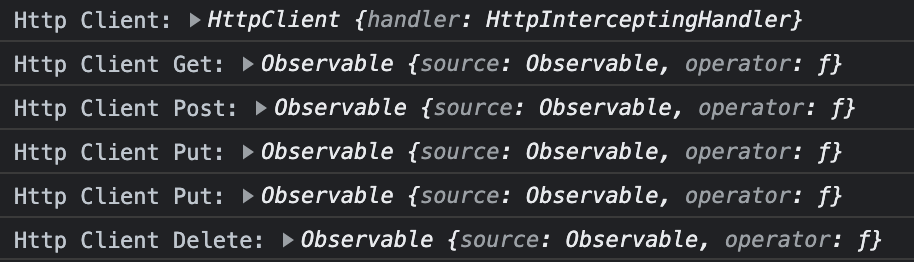 Http Client: ▶HttpClient {handler: HttpInterceptingHandler}
Http Client Get: ▶Observable {source: Observable, operator: ƒ}
Http Client Post: ▶Observable {source: Observable, operator: ƒ}
Http Client Put: ▶Observable {source: Observable, operator: ƒ}
Http Client Put: ▶Observable {source: Observable, operator: ƒ}
Http Client Delete: ▶Observable {source: Observable, operator: ƒ}